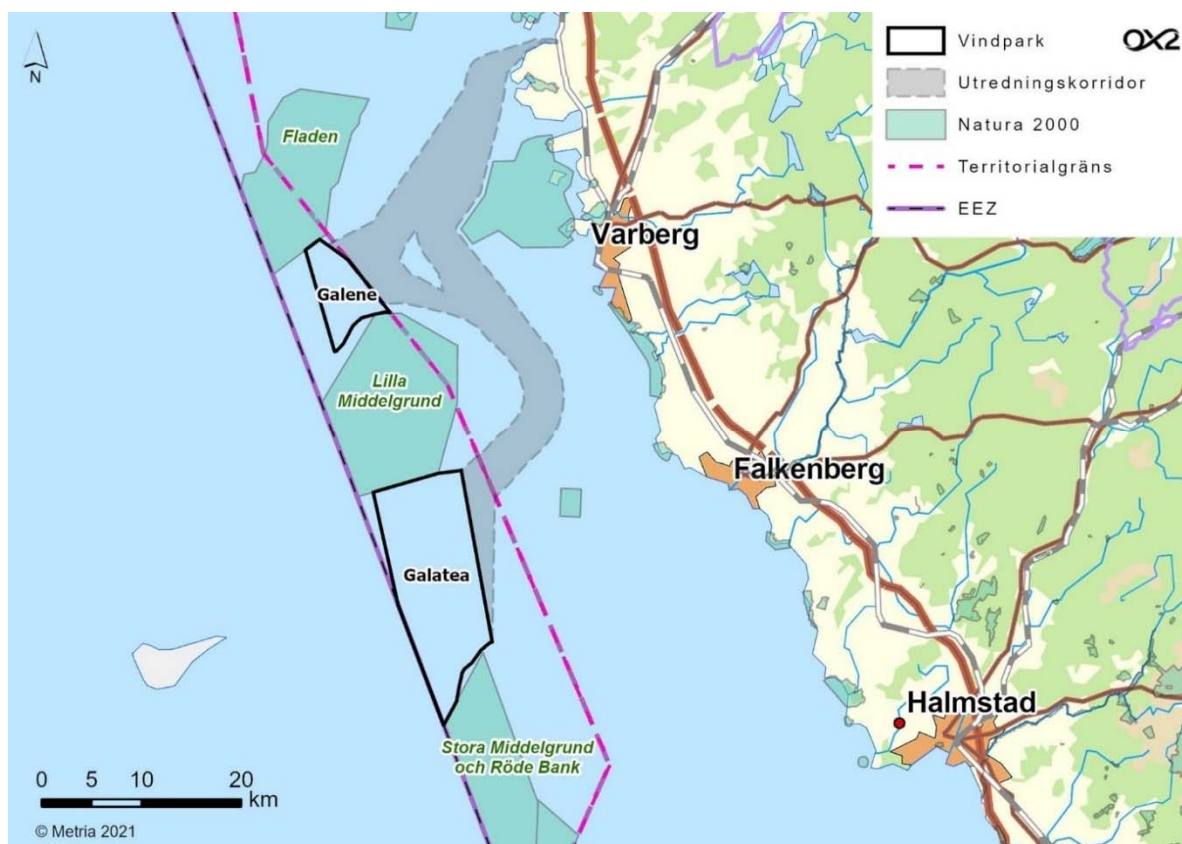 N
Vindpark
OX2
Utredningskorridor
Natura 2000
Territorialgräns
EEZ
Fladen
Varberg
Galene
Lilla
Middelgrund
Falkenberg
Galatea
Halmstad
Stora Middelgrund
och Röde Bank
0 5 10 20
km
© Metria 2021